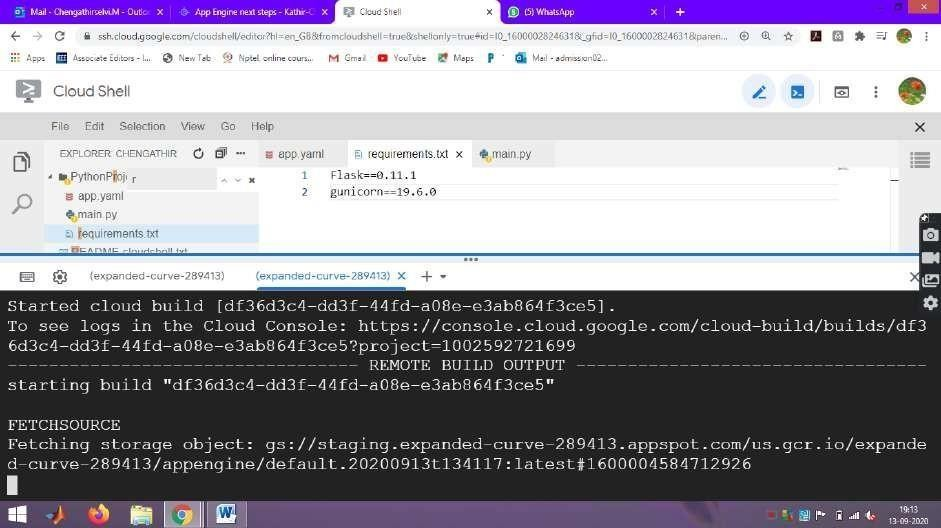 Mail - Chengathirselvi.M - Outlo
App Engine next steps - Kathir-C
Cloud Shell
(5) WhatsApp
ssh.cloud.google.com/cloudshell/editor?hl=en_GB&fromcloudshell=true&shellonly=true#id=I0_1600002824631&_gfid=I0_1600002824631&paren...
Apps
Associate Editors - I...
New Tab
Nptel, online cours...
Gmail
YouTube
Maps
P
Mail - admission02...
Cloud Shell
File Edit Selection View Go Help
EXPLORER: CHENGATHIR
app.yaml
requirements.txt
main.py
PythonProj
r
app.yaml
main.py
requirements.txt
README-cloudshell.txt
1 Flask==0.11.1
2 gunicorn==19.6.0
(expanded-curve-289413)
(expanded-curve-289413)
Started cloud build [df36d3c4-dd3f-44fd-a08e-e3ab864f3ce5].
To see logs in the Cloud Console: https://console.cloud.google.com/cloud-build/builds/df3
6d3c4-dd3f-44fd-a08e-e3ab864f3ce5?project=1002592721699
---------------------------------- REMOTE BUILD OUTPUT ----------------------------------
starting build "df36d3c4-dd3f-44fd-a08e-e3ab864f3ce5"
FETCHSOURCE
Fetching storage object: gs://staging.expanded-curve-289413.appspot.com/us.gcr.io/expande
d-curve-289413/appengine/default.20200913t134117:latest#1600004584712926
19:13
13-09-2020